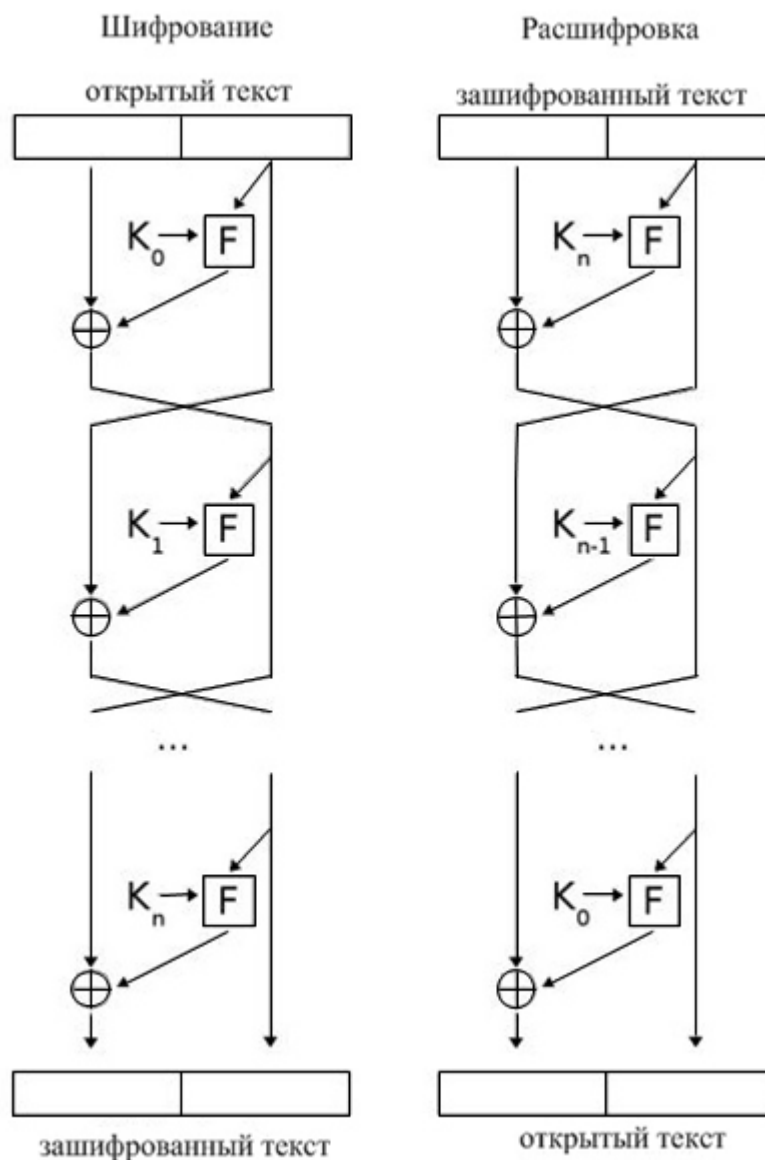 Шифрование
открытый текст
K₀ F
K₁ F
...
Kₙ F
зашифрованный текст
Расшифровка
зашифрованный текст
Kₙ F
Kₙ₋₁ F
...
K₀ F
открытый текст